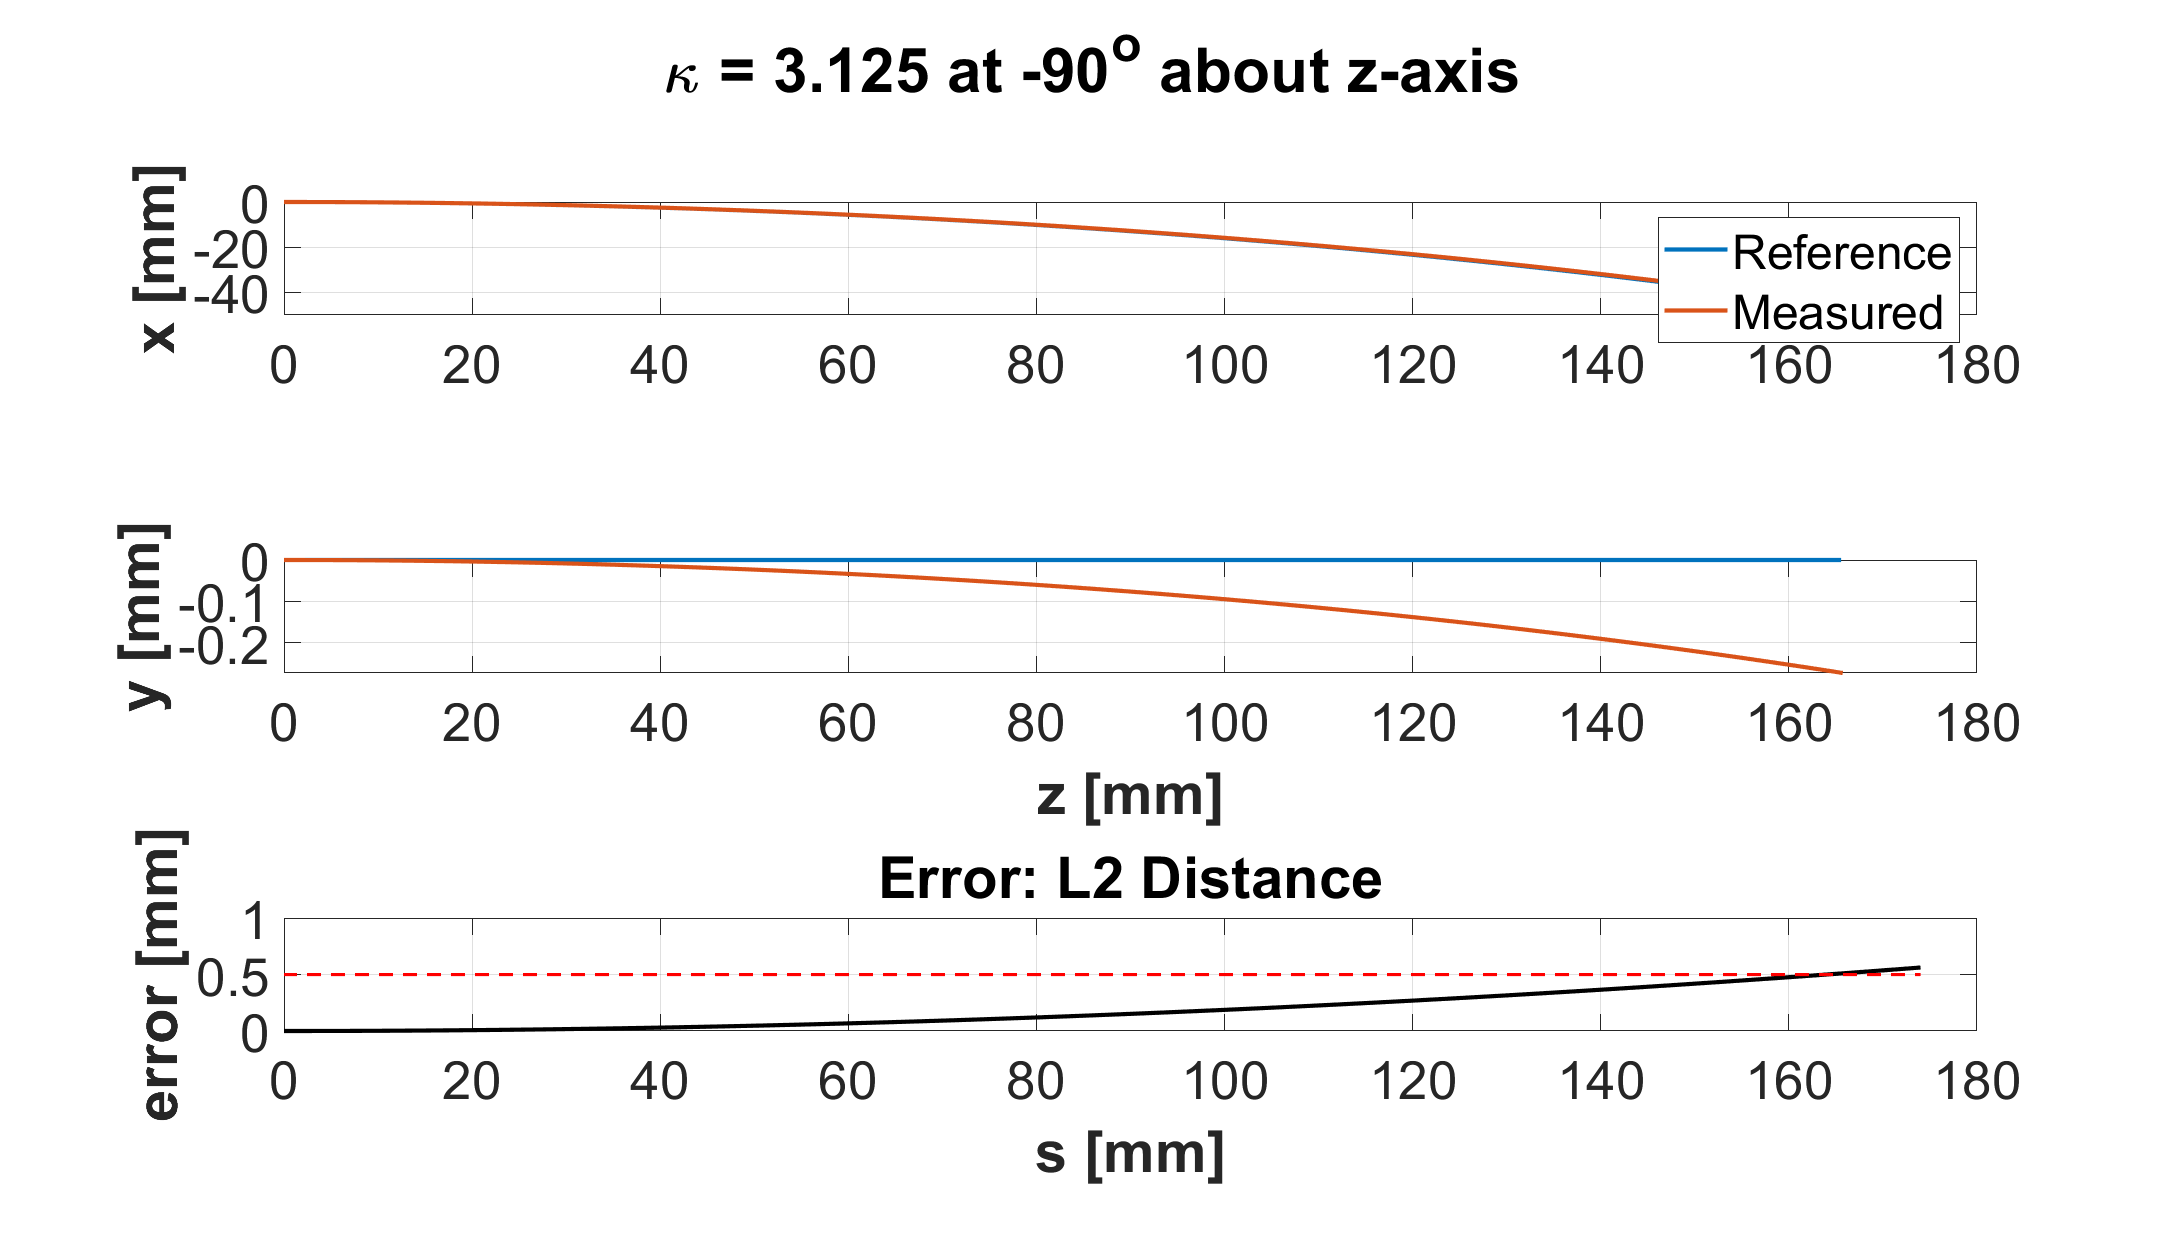 κ = 3.125 at -90° about z-axis
x [mm]
0
-20
-40
Reference
Measured
0 20 40 60 80 100 120 140 160 180
y [mm]
0
-0.1
-0.2
0 20 40 60 80 100 120 140 160 180
z [mm]
Error: L2 Distance
error [mm]
1
0.5
0
0 20 40 60 80 100 120 140 160 180
s [mm]